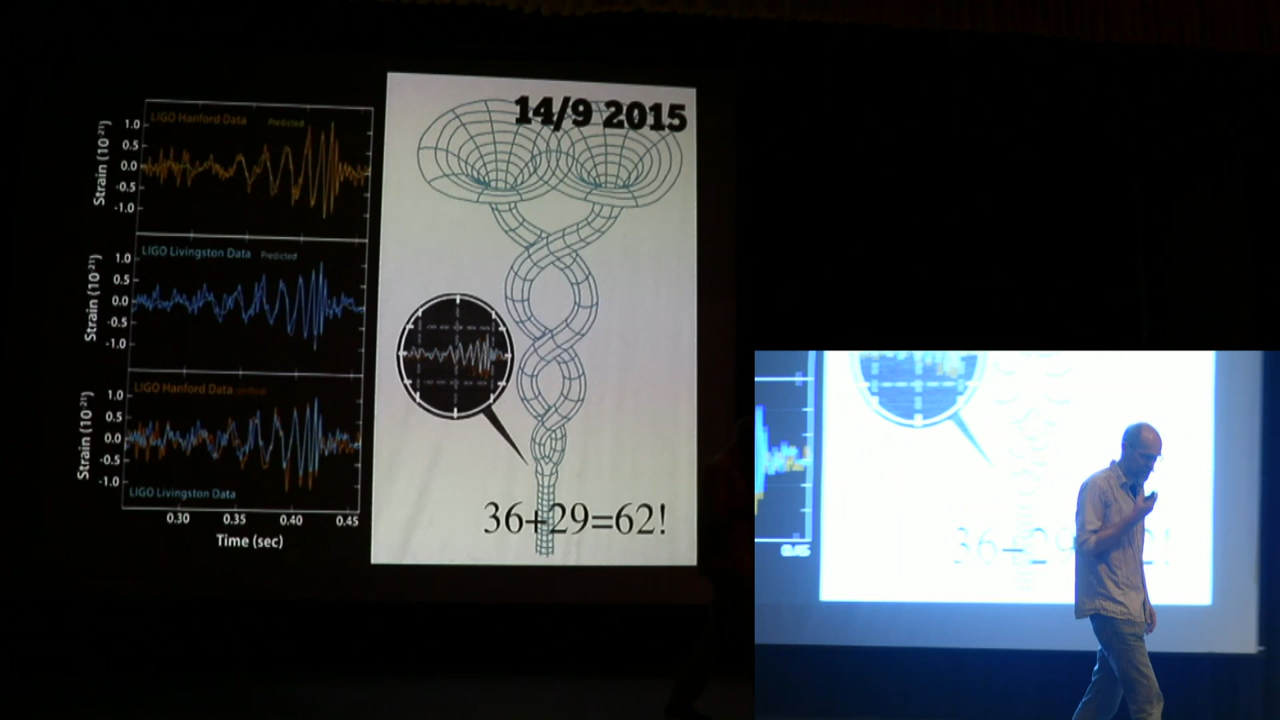 LIGO Hanford Data Predicted
Strain (10⁻²¹)
1.0
0.5
0.0
-0.5
-1.0
LIGO Livingston Data Predicted
Strain (10⁻²¹)
1.0
0.5
0.0
-0.5
-1.0
LIGO Hanford Data (shifted)
Strain (10⁻²¹)
1.0
0.5
0.0
-0.5
-1.0
LIGO Livingston Data
0.30 0.35 0.40 0.45
Time (sec)
14/9 2015
36+29=62!
0.45